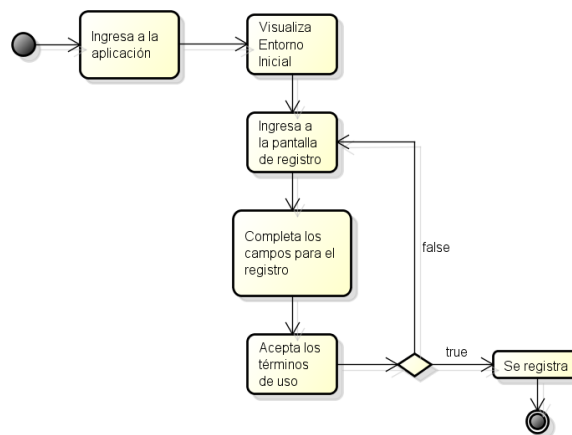 Ingresa a la
aplicación
Visualiza
Entorno
Inicial
Ingresa a
la pantalla
de registro
Completa los
campos para el
registro
false
Acepta los
términos
de uso
true
Se registra